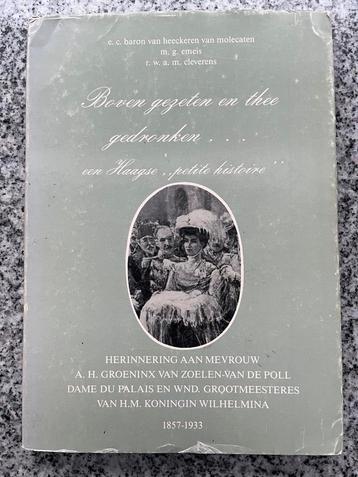 e. c. baron van heeckeren van molecaten
m. g. emeis
r. w. a. m. cleverens
Boven gezeten en thee
gedronken . . .
een Haagse „petite histoire”
HERINNERING AAN MEVROUW
A. H. GROENINX VAN ZOELEN-VAN DE POLL
DAME DU PALAIS EN WND. GROOTMEESTERES
VAN H.M. KONINGIN WILHELMINA
1857-1933